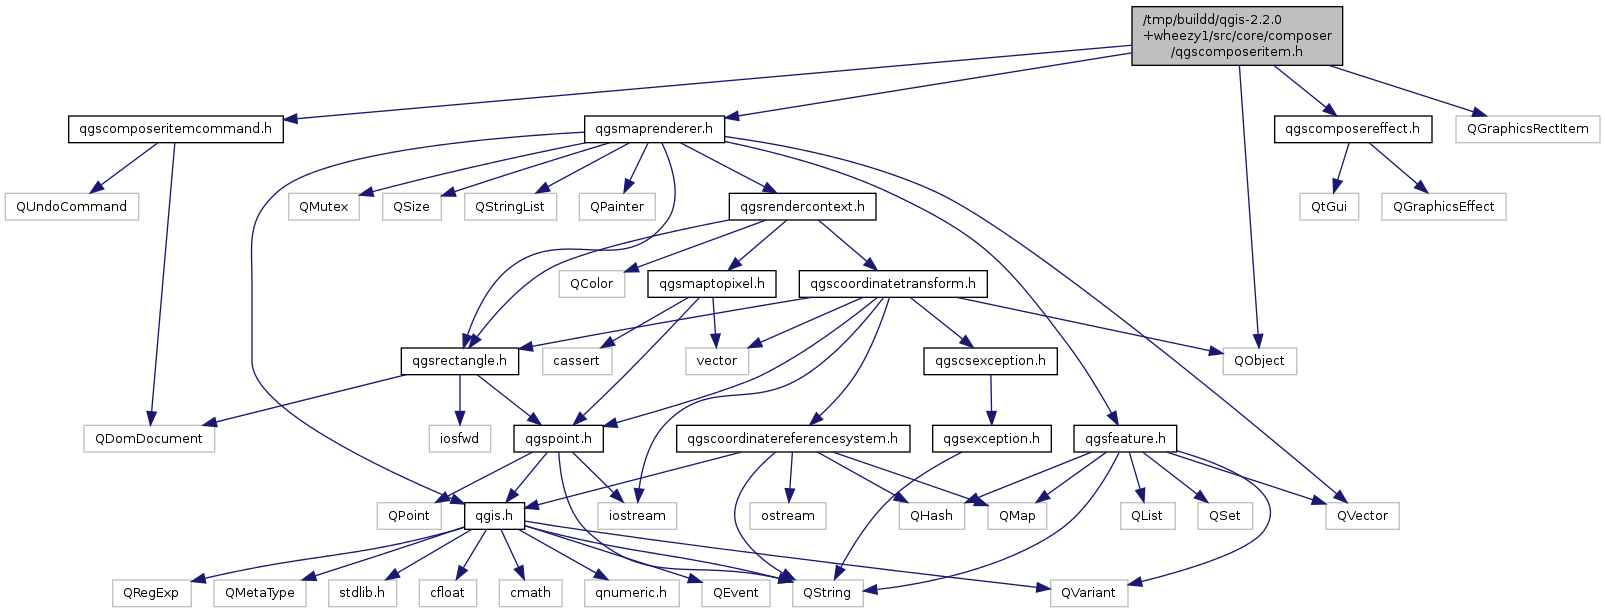 /tmp/buildd/qgis-2.2.0
+wheezy1/src/core/composer
/qgscomposeritem.h
qgscomposeritemcommand.h
qgsmaprenderer.h
qgscomposereffect.h
QGraphicsRectItem
QUndoCommand
QMutex
QSize
QStringList
QPainter
qgsrendercontext.h
QtGui
QGraphicsEffect
QColor
qgsmaptopixel.h
qgscoordinatetransform.h
qgsrectangle.h
cassert
vector
qgscsexception.h
QObject
QDomDocument
iosfwd
qgspoint.h
qgscoordinatereferencesystem.h
qgsexception.h
qgsfeature.h
QPoint
qgis.h
iostream
ostream
QHash
QMap
QList
QSet
QVector
QRegExp
QMetaType
stdlib.h
cfloat
cmath
qnumeric.h
QEvent
QString
QVariant